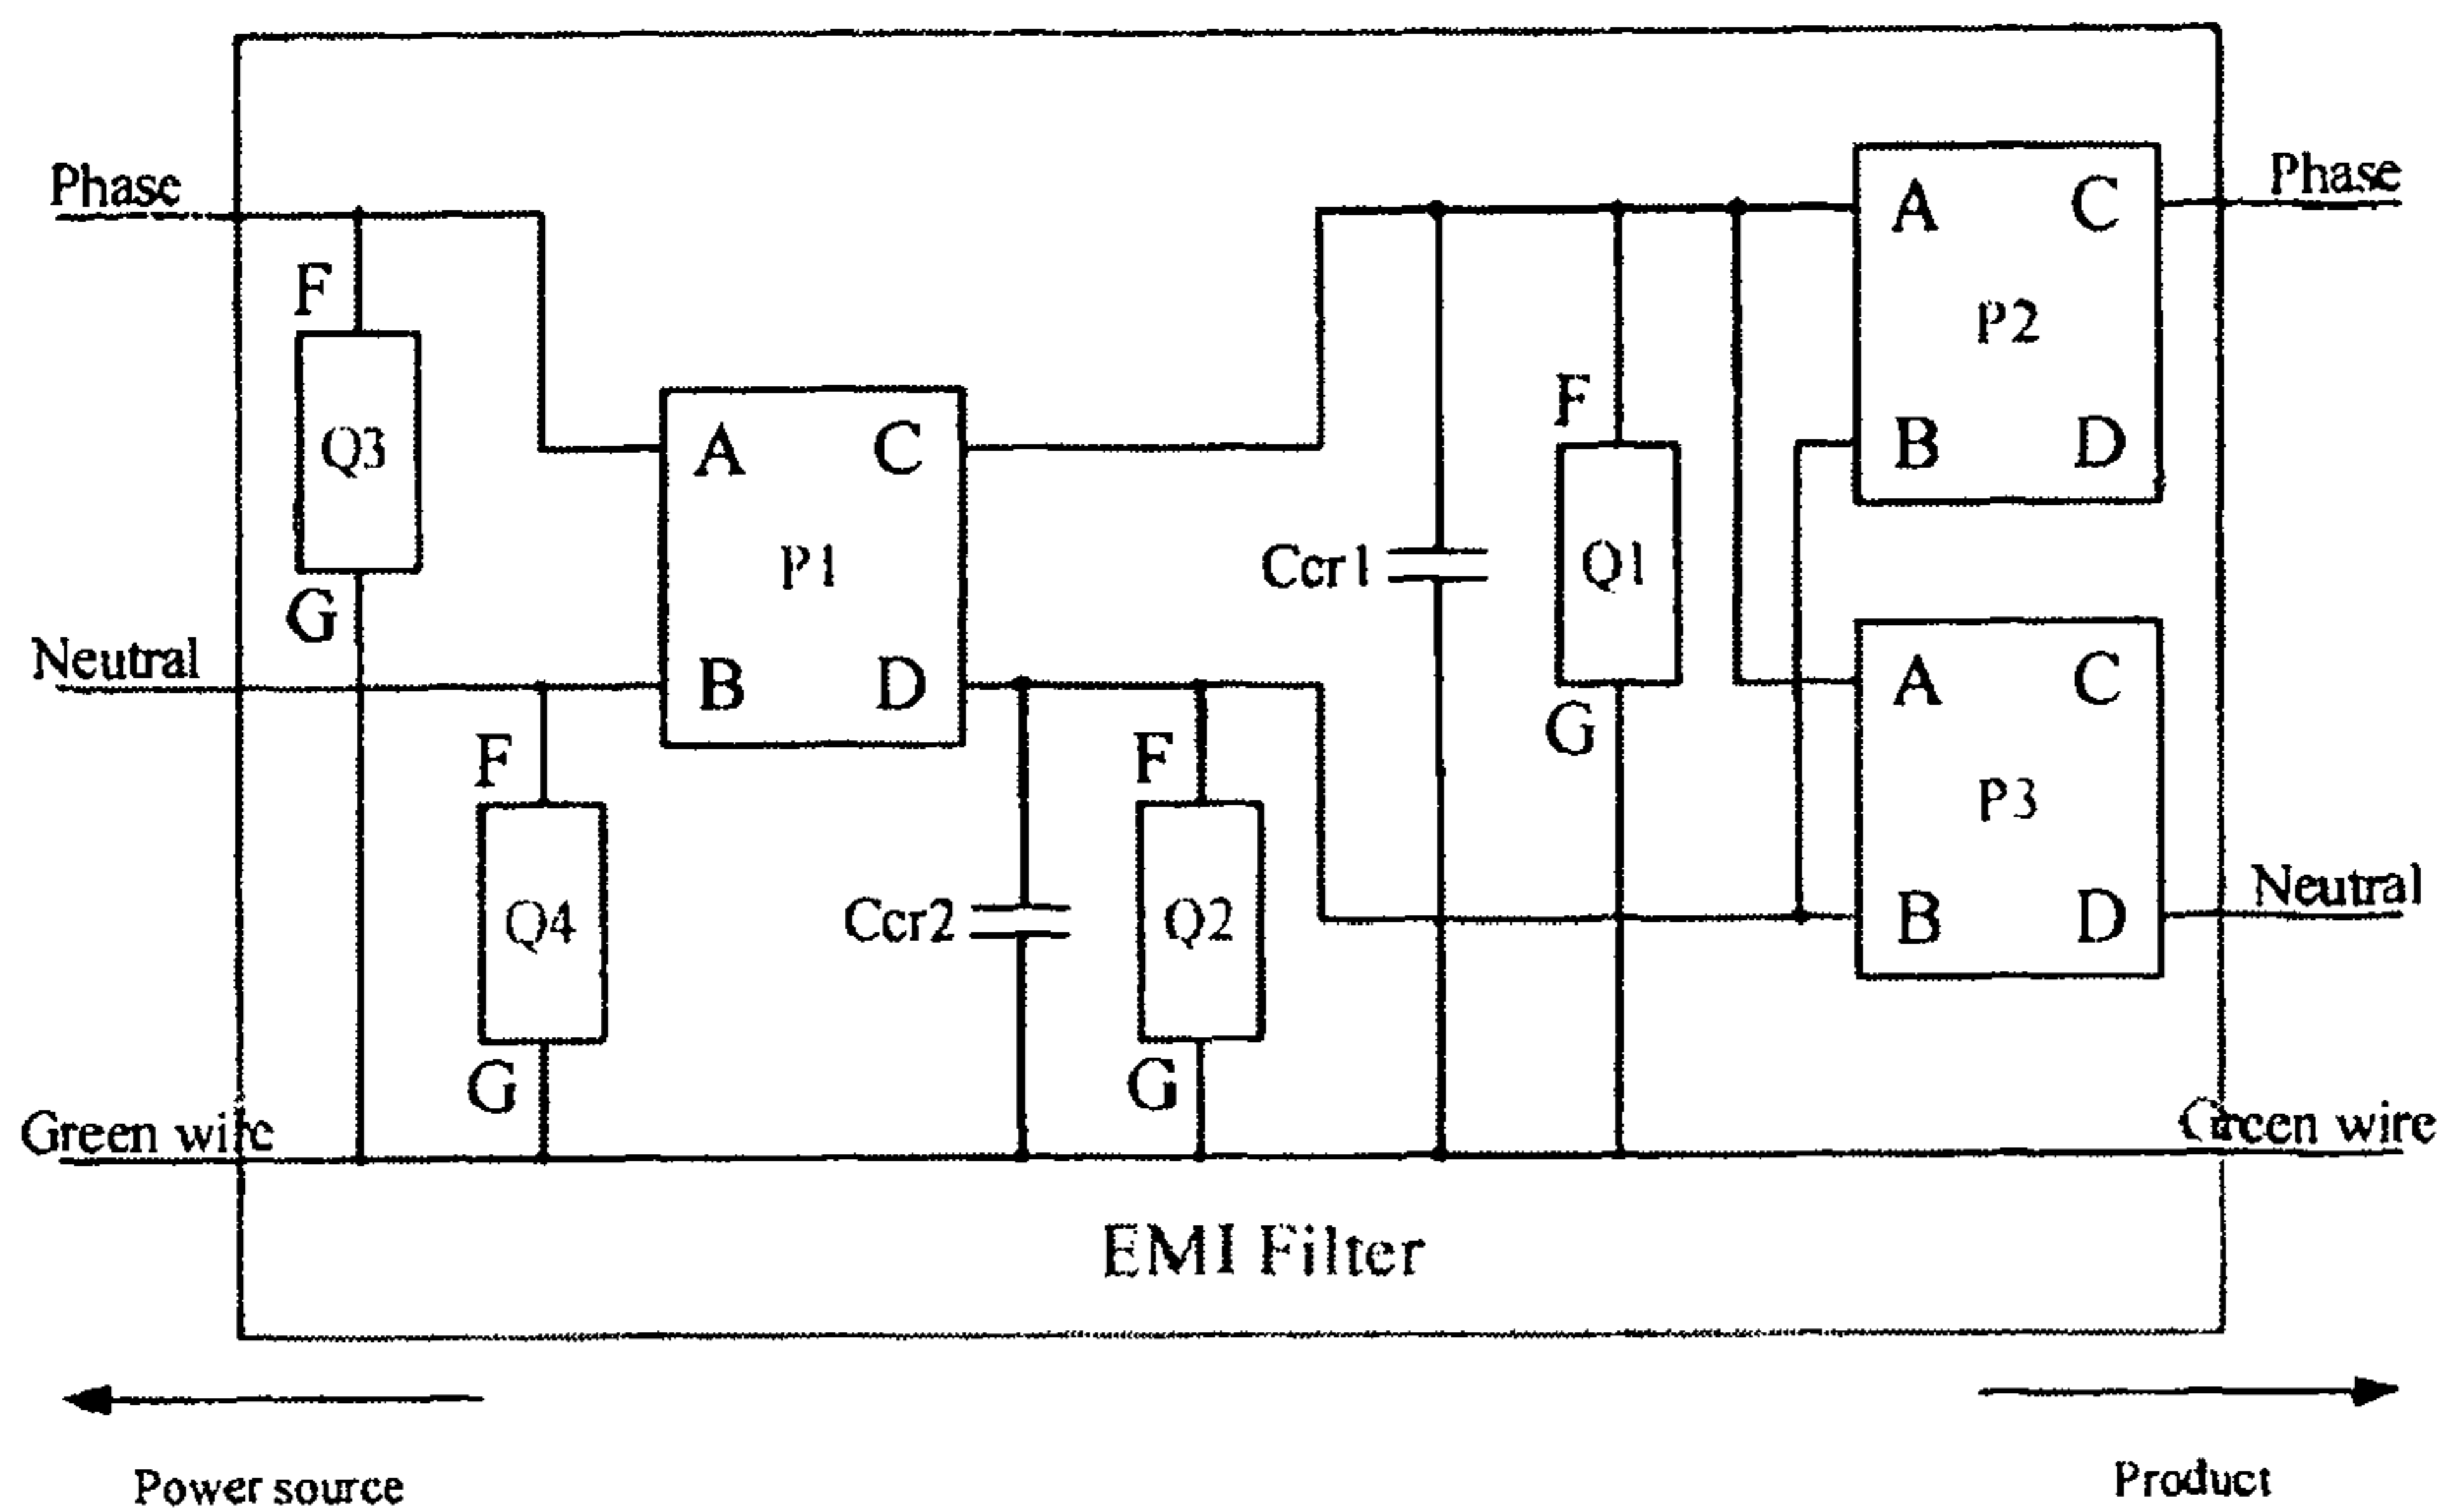 Phase
Phase
A C
F
P2
F
Q3
A C
B D
P1
Ccr1
Q1
G
Neutral
B D
A C
G
F
F
P3
Neutral
Q4
Ccr2
Q2
B D
G
G
Green wire
Green wire
EMI Filter
Power source
Product